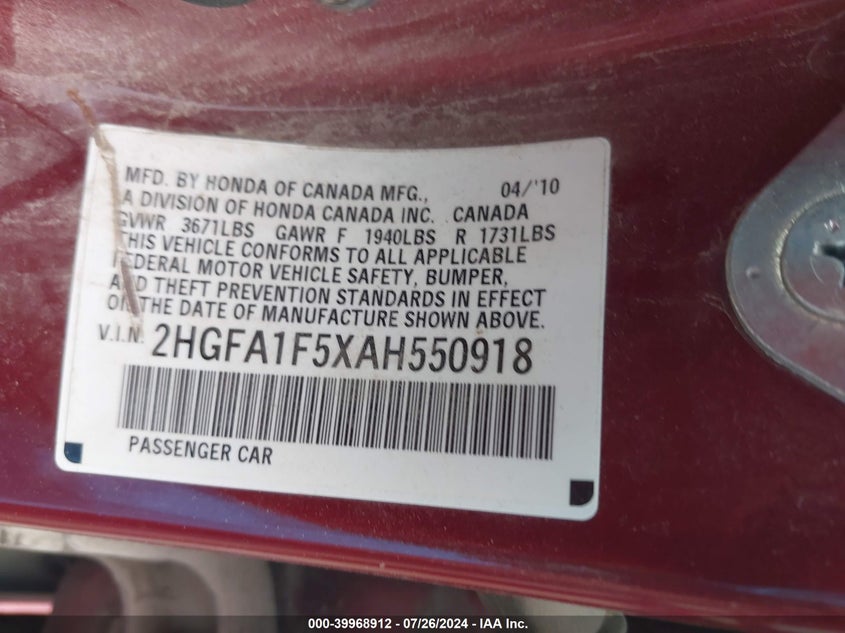 MFD. BY HONDA OF CANADA MFG., 04/'10
A DIVISION OF HONDA CANADA INC. CANADA
GVWR 3671LBS GAWR F 1940LBS R 1731LBS
THIS VEHICLE CONFORMS TO ALL APPLICABLE
FEDERAL MOTOR VEHICLE SAFETY, BUMPER,
AND THEFT PREVENTION STANDARDS IN EFFECT
ON THE DATE OF MANUFACTURE SHOWN ABOVE.
V.I.N. 2HGFA1F5XAH550918
PASSENGER CAR
000-39968912 / 07/26/2024 / IAA Inc.